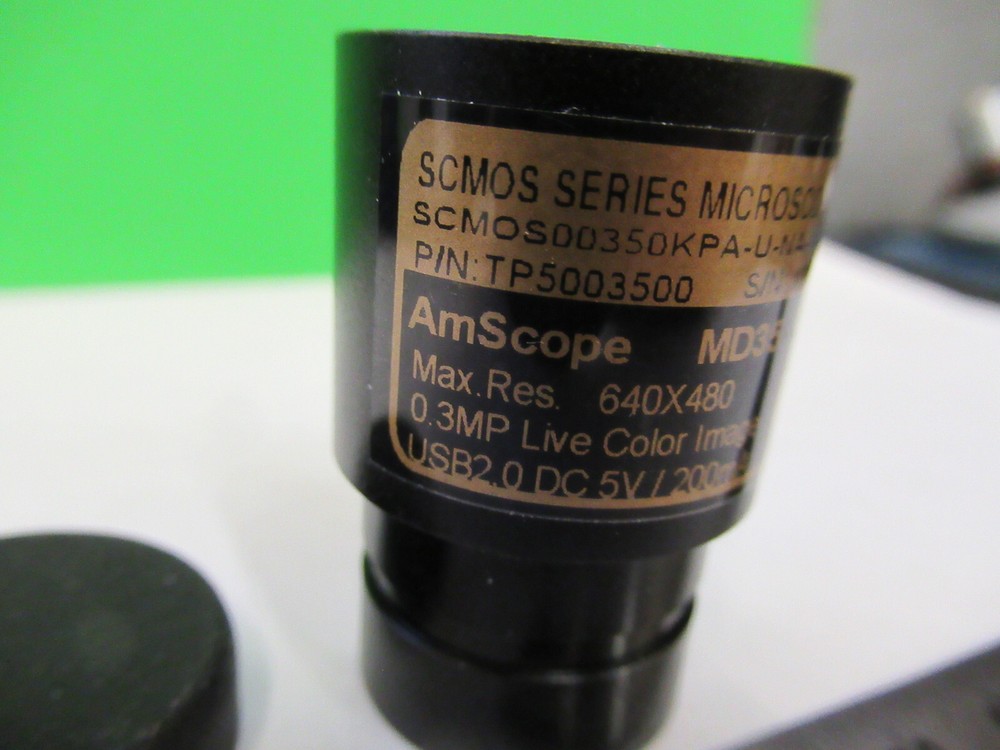 SCMOS SERIES MICROSCO
SCMOS00350KPA-U-NA-
P/N:TP5003500 S/N
AmScope MD35
Max.Res. 640X480
0.3MP Live Color Image
USB2.0 DC 5V / 200m